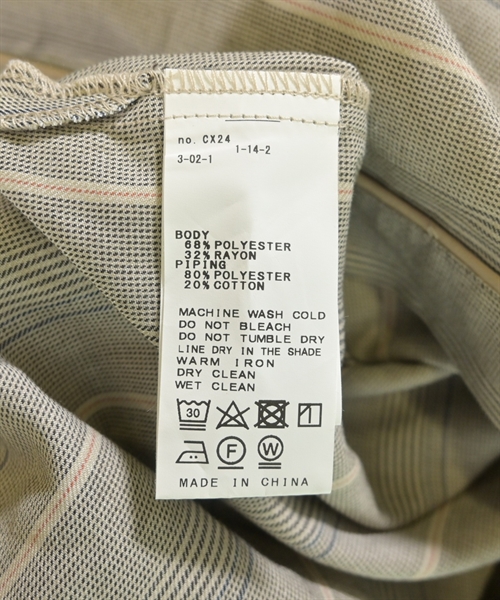 no. CX24
1-14-2
3-02-1
BODY
68% POLYESTER
32% RAYON
PIPING
80% POLYESTER
20% COTTON
MACHINE WASH COLD
DO NOT BLEACH
DO NOT TUMBLE DRY
LINE DRY IN THE SHADE
WARM IRON
DRY CLEAN
WET CLEAN
30
F W
MADE IN CHINA